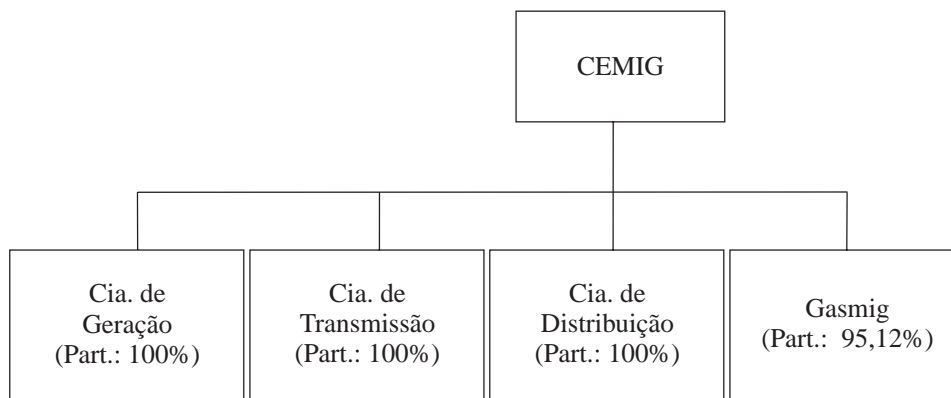 CEMIG
Cia. de
Geração
(Part.: 100%)
Cia. de
Transmissão
(Part.: 100%)
Cia. de
Distribuição
(Part.: 100%)
Gasmig
(Part.: 95,12%)